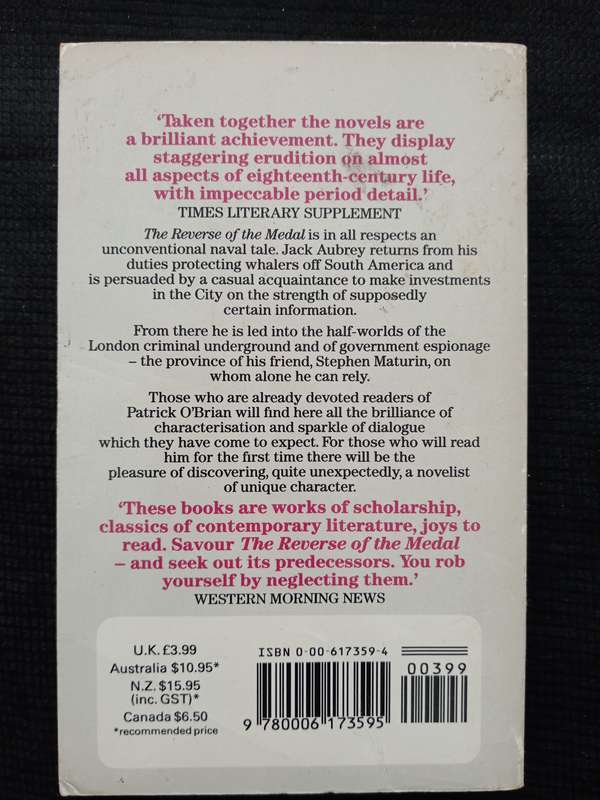 ‘Taken together the novels are
a brilliant achievement. They display
staggering erudition on almost
all aspects of eighteenth-century life,
with impeccable period detail.’
TIMES LITERARY SUPPLEMENT
The Reverse of the Medal is in all respects an
unconventional naval tale. Jack Aubrey returns from his
duties protecting whalers off South America and
is persuaded by a casual acquaintance to make investments
in the City on the strength of supposedly
certain information.
From there he is led into the half-worlds of the
London criminal underground and of government espionage
– the province of his friend, Stephen Maturin, on
whom alone he can rely.
Those who are already devoted readers of
Patrick O’Brian will find here all the brilliance of
characterisation and sparkle of dialogue
which they have come to expect. For those who will read
him for the first time there will be the
pleasure of discovering, quite unexpectedly, a novelist
of unique character.
‘These books are works of scholarship,
classics of contemporary literature, joys to
read. Savour The Reverse of the Medal
– and seek out its predecessors. You rob
yourself by neglecting them.’
WESTERN MORNING NEWS
U.K. £3.99
Australia $10.95*
N.Z. $15.95
(inc. GST)*
Canada $6.50
*recommended price
ISBN 0-00-617359-4
00399
9 780006 173595